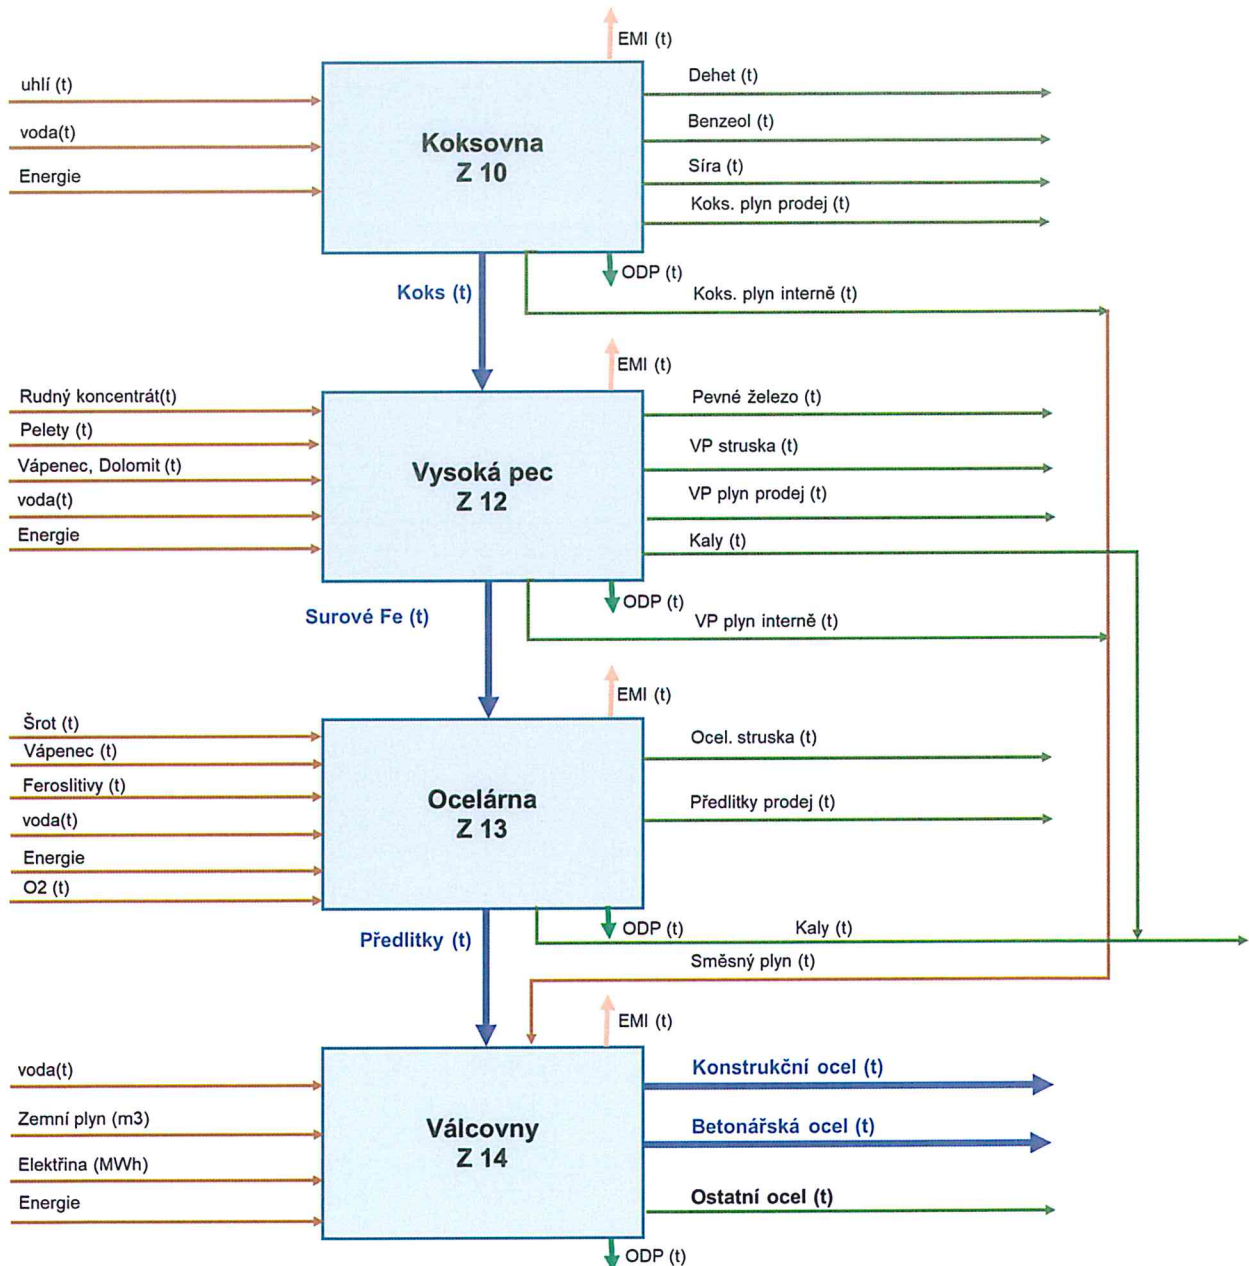 EMI (t)
uhlí (t)
voda(t)
Energie
Koksovna
Z 10
Dehet (t)
Benzeol (t)
Síra (t)
Koks. plyn prodej (t)
ODP (t)
Koks (t)
Koks. plyn interně (t)
EMI (t)
Rudný koncentrát(t)
Pelety (t)
Vápenec, Dolomit (t)
voda(t)
Energie
Vysoká pec
Z 12
Pevné železo (t)
VP struska (t)
VP plyn prodej (t)
Kaly (t)
ODP (t)
Surové Fe (t)
VP plyn interně (t)
EMI (t)
Šrot (t)
Vápenec (t)
Feroslitivy (t)
voda(t)
Energie
O2 (t)
Ocelárna
Z 13
Ocel. struska (t)
Předlitky prodej (t)
ODP (t)
Kaly (t)
Předlitky (t)
Směsný plyn (t)
EMI (t)
voda(t)
Zemní plyn (m3)
Elektřina (MWh)
Energie
Válcovny
Z 14
Konstrukční ocel (t)
Betonářská ocel (t)
Ostatní ocel (t)
ODP (t)